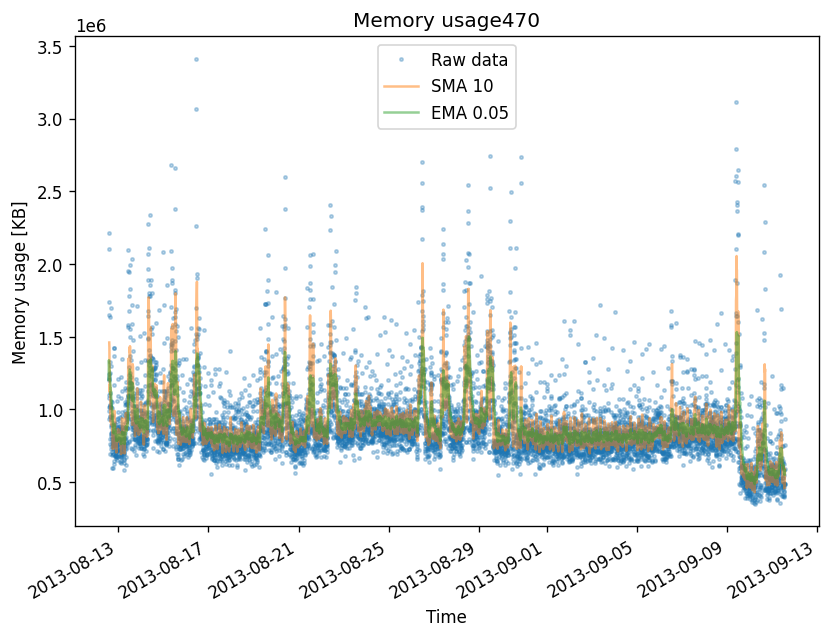 Memory usage470
1e6
3.5
3.0
2.5
2.0
1.5
1.0
0.5
Memory usage [KB]
Raw data
SMA 10
EMA 0.05
2013-08-13
2013-08-17
2013-08-21
2013-08-25
2013-08-29
2013-09-01
2013-09-05
2013-09-09
2013-09-13
Time